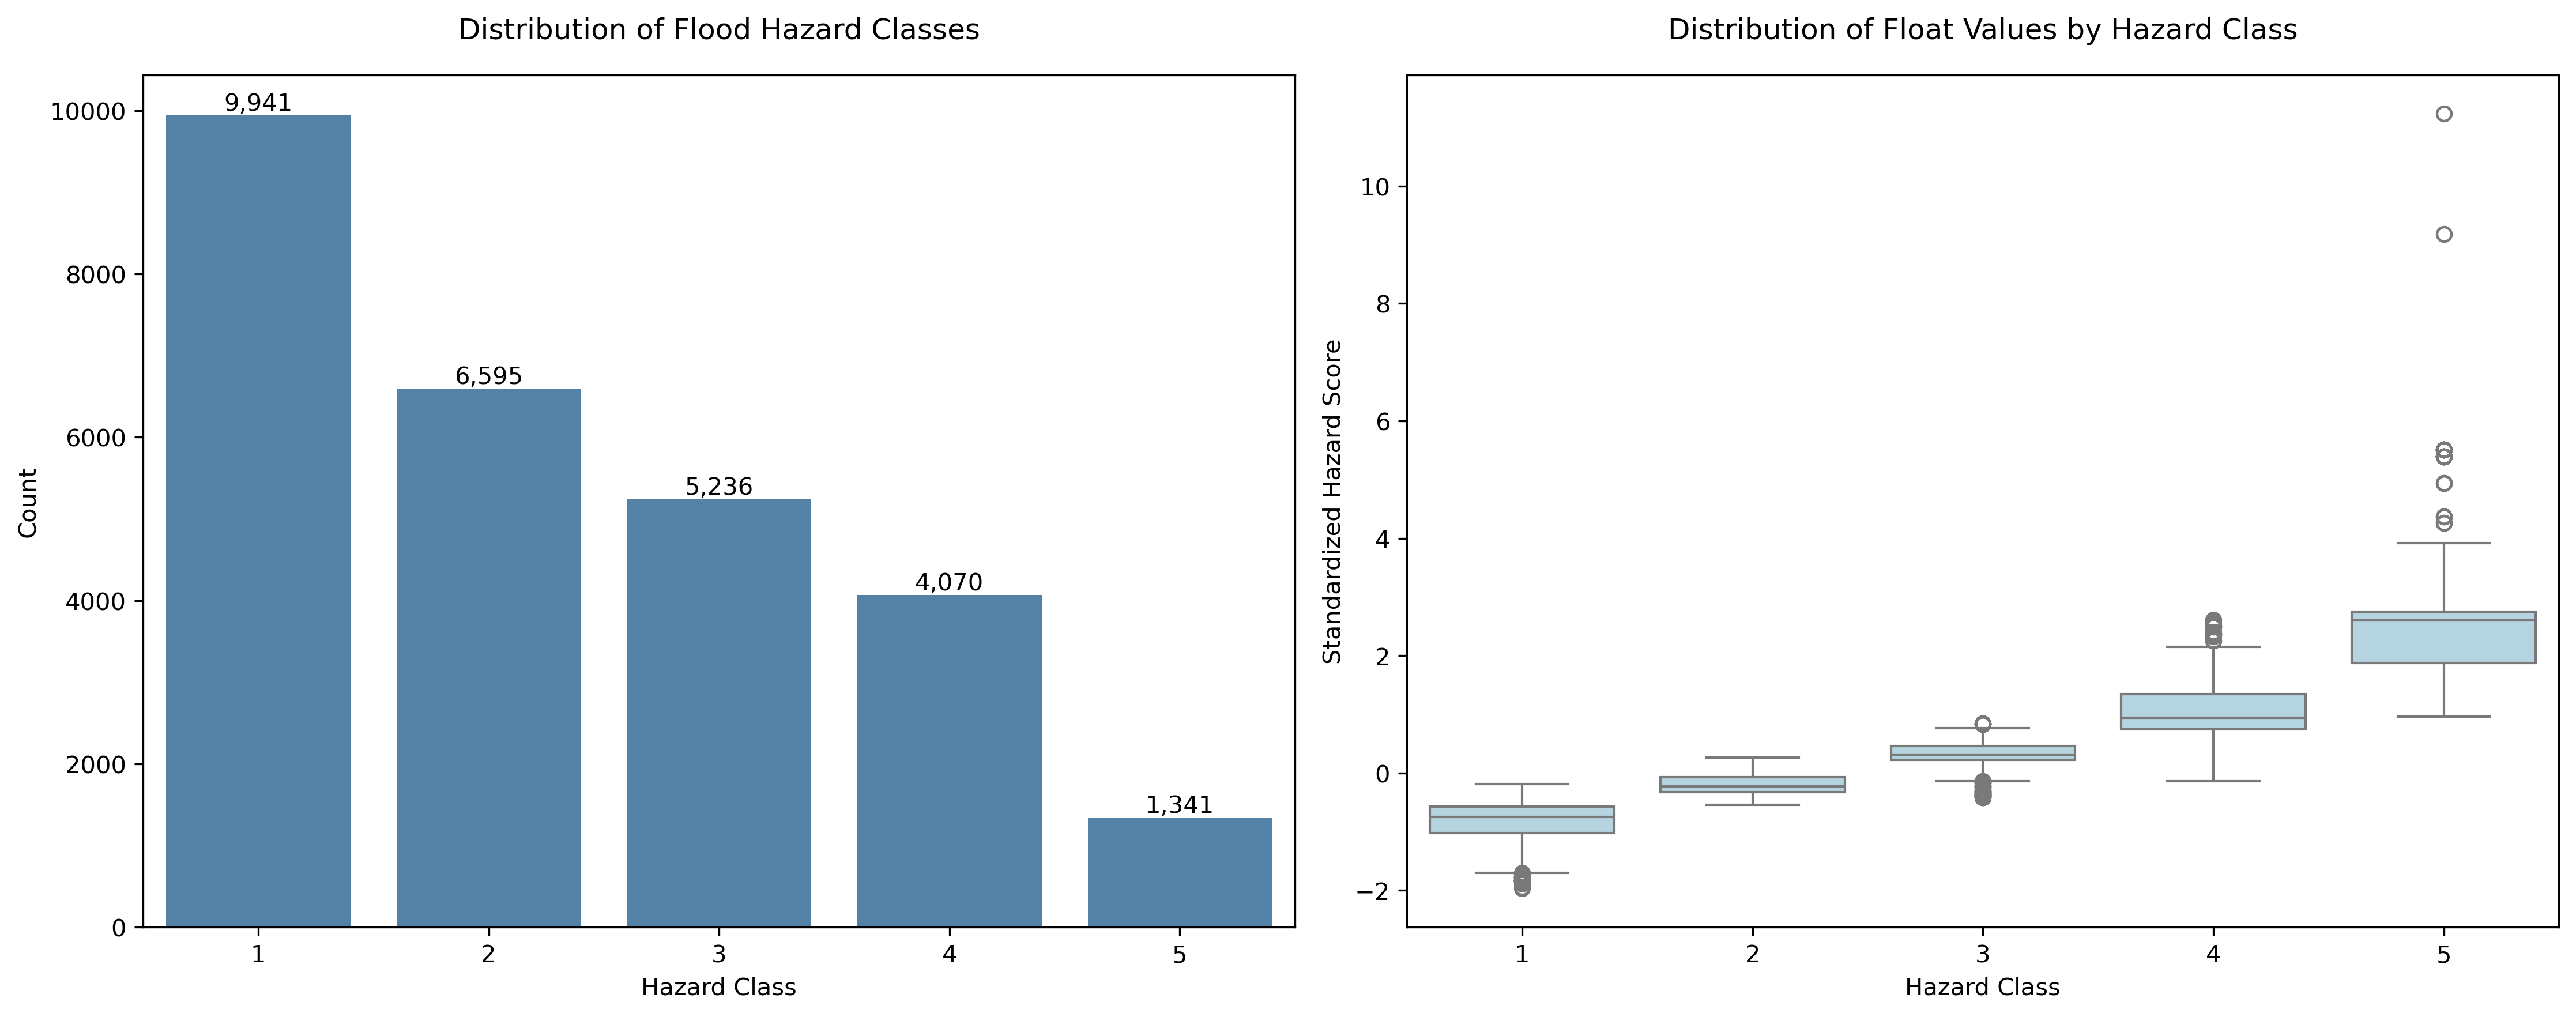 Distribution of Flood Hazard Classes
10000
8000
6000
4000
2000
0
Count
9,941
6,595
5,236
4,070
1,341
1 2 3 4 5
Hazard Class
Distribution of Float Values by Hazard Class
10
8
6
4
2
0
−2
Standardized Hazard Score
1 2 3 4 5
Hazard Class